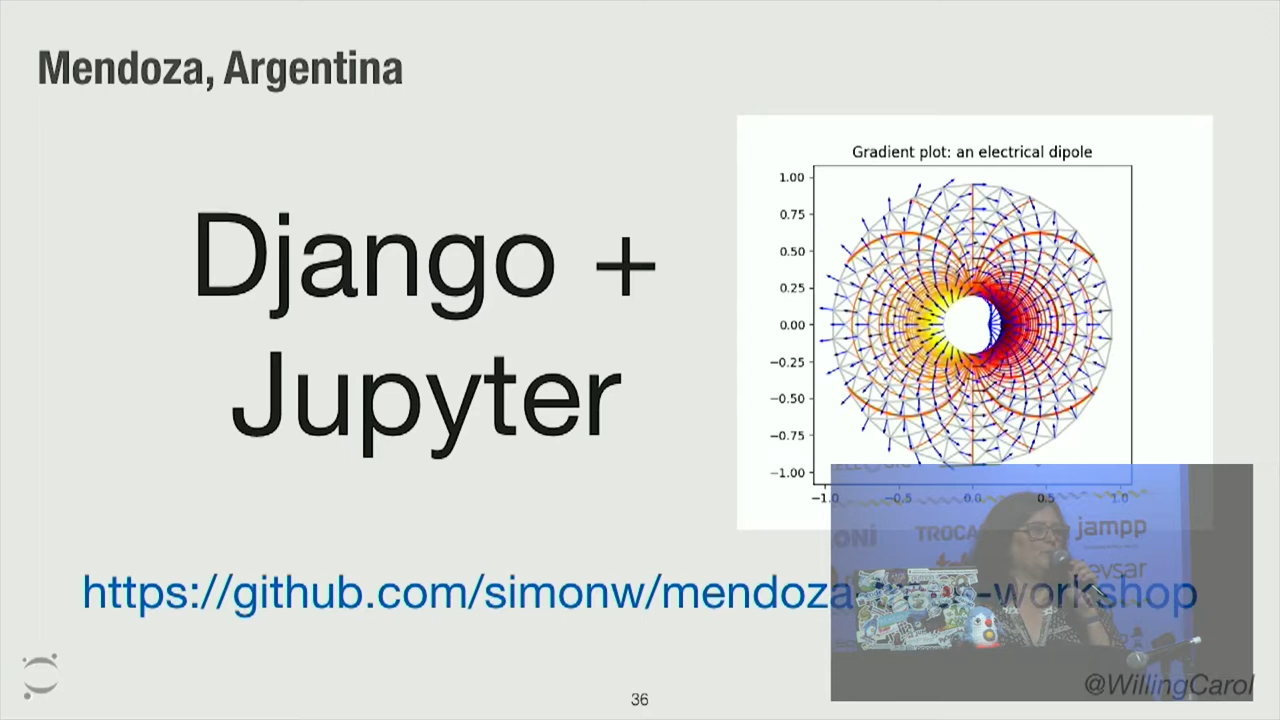 Mendoza, Argentina
Django +
Jupyter
Gradient plot: an electrical dipole
1.00
0.75
0.50
0.25
0.00
−0.25
−0.50
−0.75
−1.00
−1.0 −0.5 0.0 0.5 1.0
TROCA
jampp
https://github.com/simonw/mendoza workshop
36
@WillingCarol